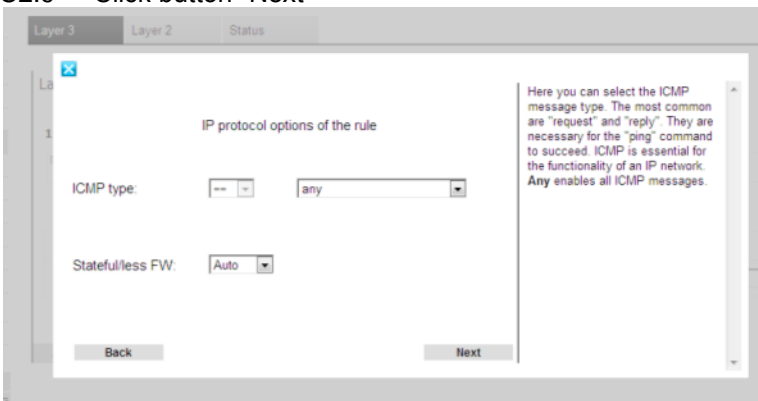 Click button "Next"
Layer 3 Layer 2 Status
La
1
IP protocol options of the rule
ICMP type: -- any
Stateful/less FW: Auto
Back Next
Here you can select the ICMP
message type. The most common
are "request" and "reply". They are
necessary for the "ping" command
to succeed. ICMP is essential for
the functionality of an IP network.
Any enables all ICMP messages.